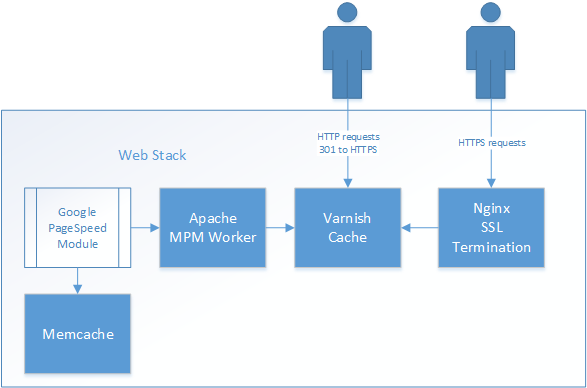 HTTP requests
301 to HTTPS
HTTPS requests
Web Stack
Google
PageSpeed
Module
Apache
MPM Worker
Varnish
Cache
Nginx
SSL
Termination
Memcache